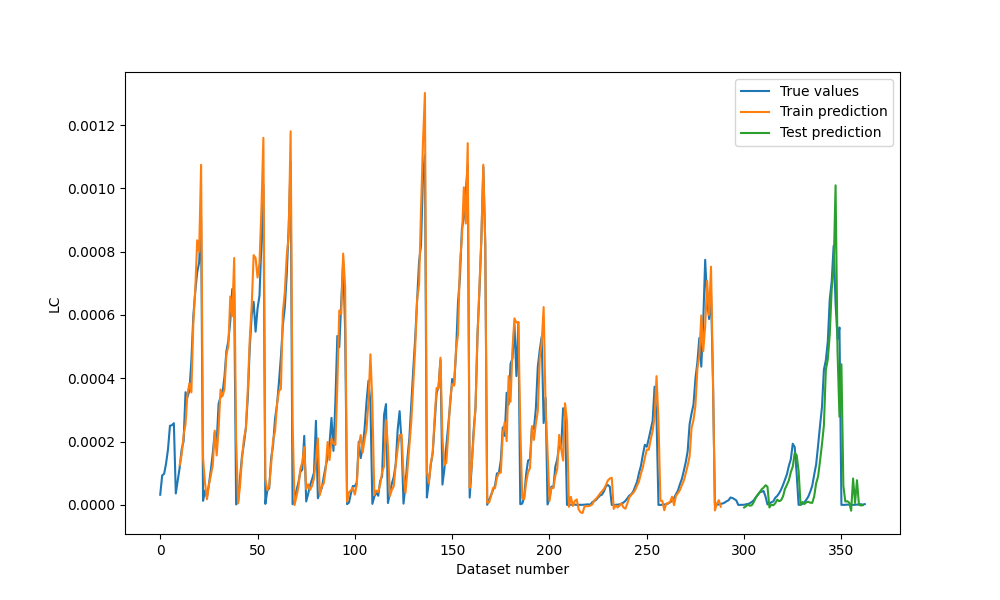 True values
Train prediction
Test prediction
LC
0.0012
0.0010
0.0008
0.0006
0.0004
0.0002
0.0000
0 50 100 150 200 250 300 350
Dataset number